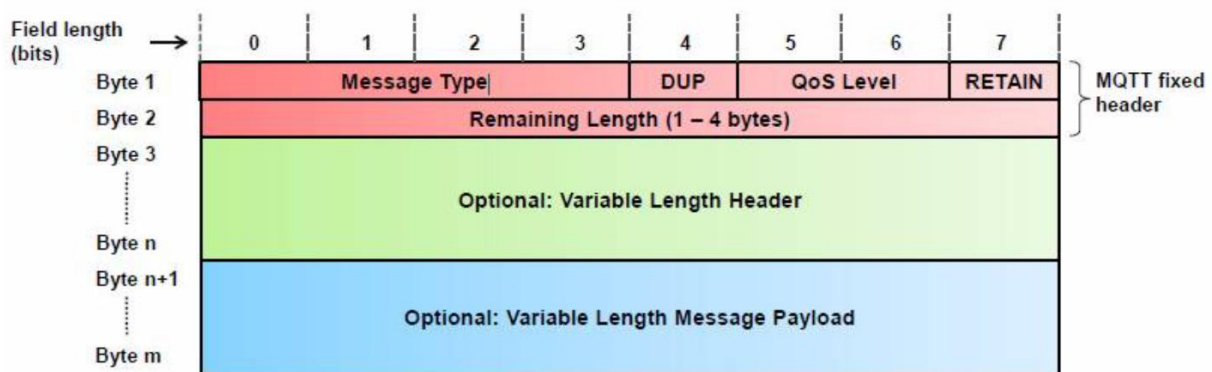 Field length
(bits)
0 1 2 3 4 5 6 7
Byte 1 Message Type DUP QoS Level RETAIN MQTT fixed
header
Byte 2 Remaining Length (1 – 4 bytes)
Byte 3
Optional: Variable Length Header
Byte n
Byte n+1
Optional: Variable Length Message Payload
Byte m